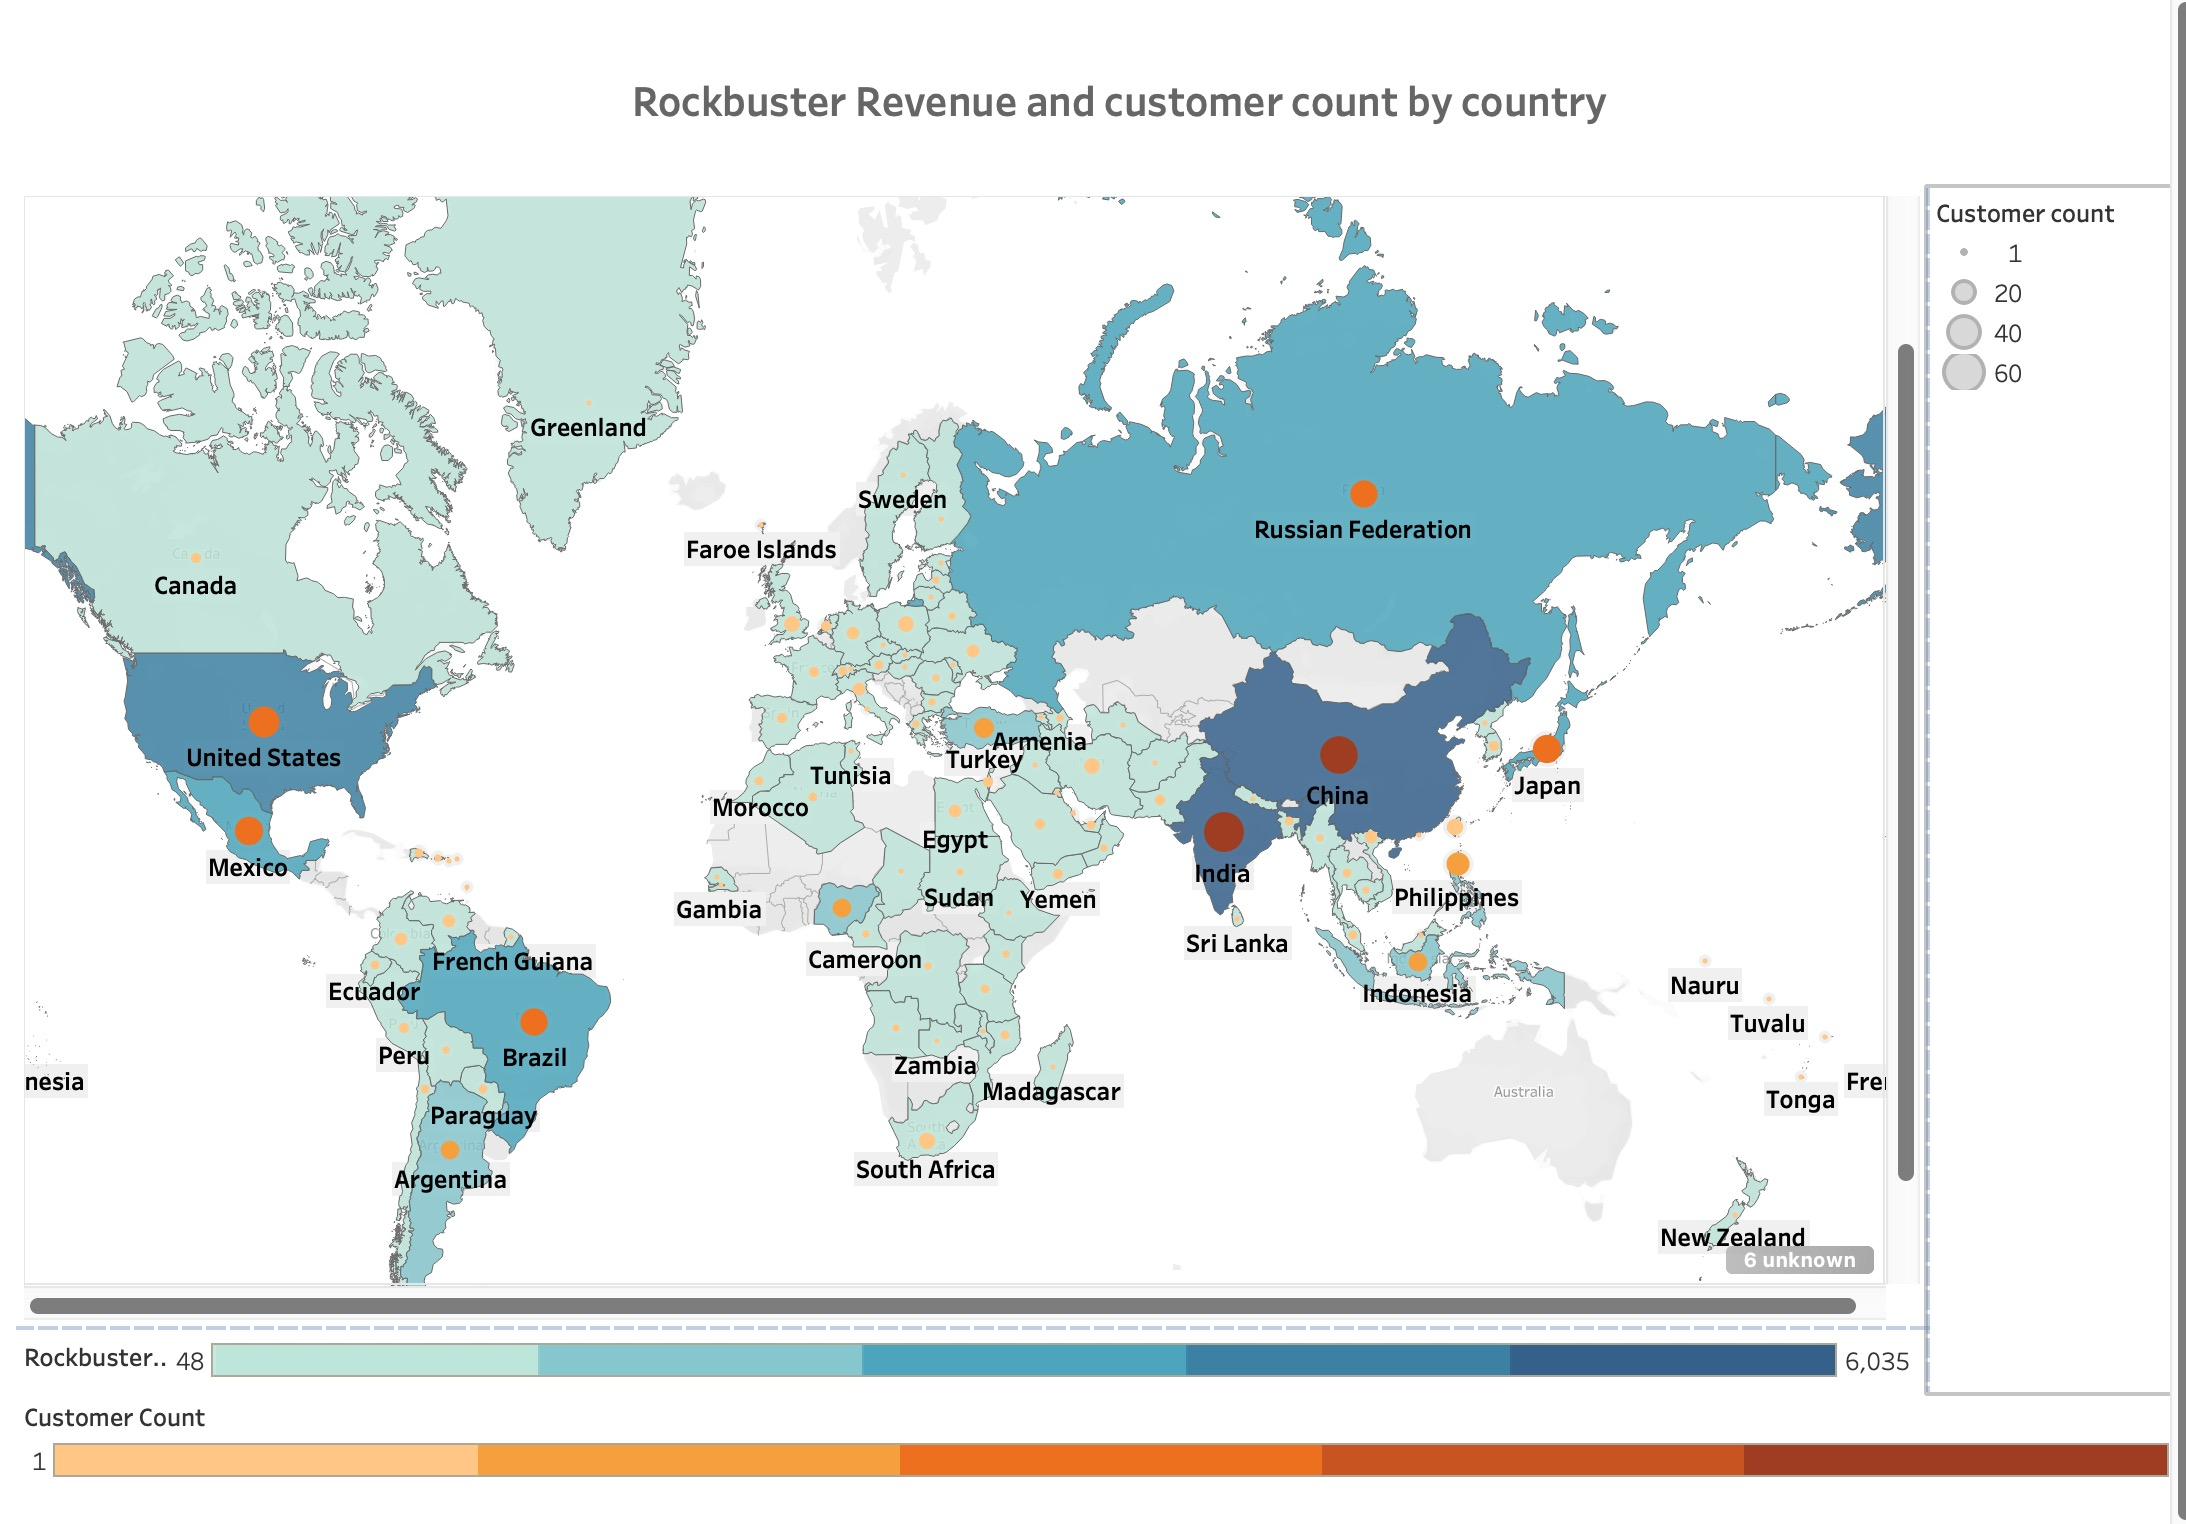 Rockbuster Revenue and customer count by country
Customer count
1
20
40
60
Greenland
Sweden
Russian Federation
Faroe Islands
Canada
United States
Armenia
Turkey
Tunisia
Morocco
China
Japan
Egypt
Mexico
India
Gambia
Sudan
Yemen
Philippines
Sri Lanka
Cameroon
French Guiana
Ecuador
Indonesia
Nauru
Tuvalu
Peru
Brazil
Zambia
Madagascar
nesia
Australia
Tonga
Fre
Paraguay
Argentina
South Africa
New Zealand
6 unknown
Rockbuster.. 48
6,035
Customer Count
1